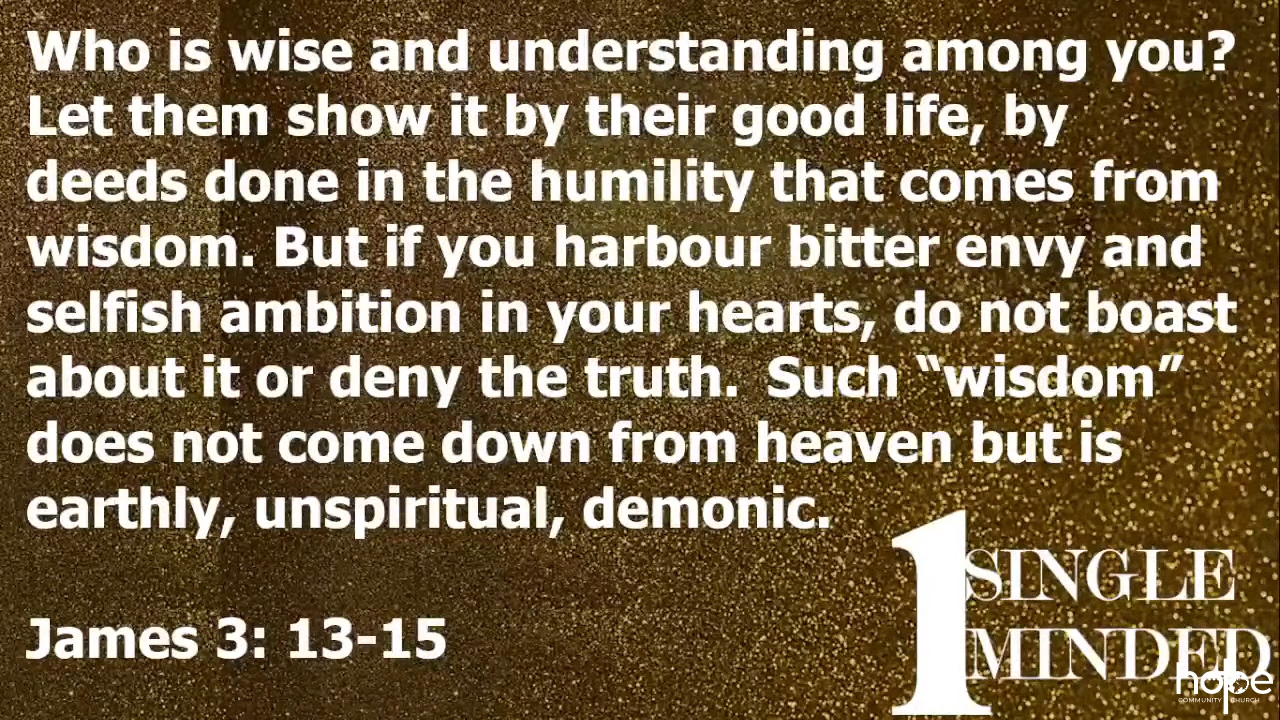 Who is wise and understanding among you?
Let them show it by their good life, by
deeds done in the humility that comes from
wisdom. But if you harbour bitter envy and
selfish ambition in your hearts, do not boast
about it or deny the truth.  Such “wisdom”
does not come down from heaven but is
earthly, unspiritual, demonic.
James 3: 13-15
1 SINGLE
MINDED
hope
COMMUNITY CHURCH